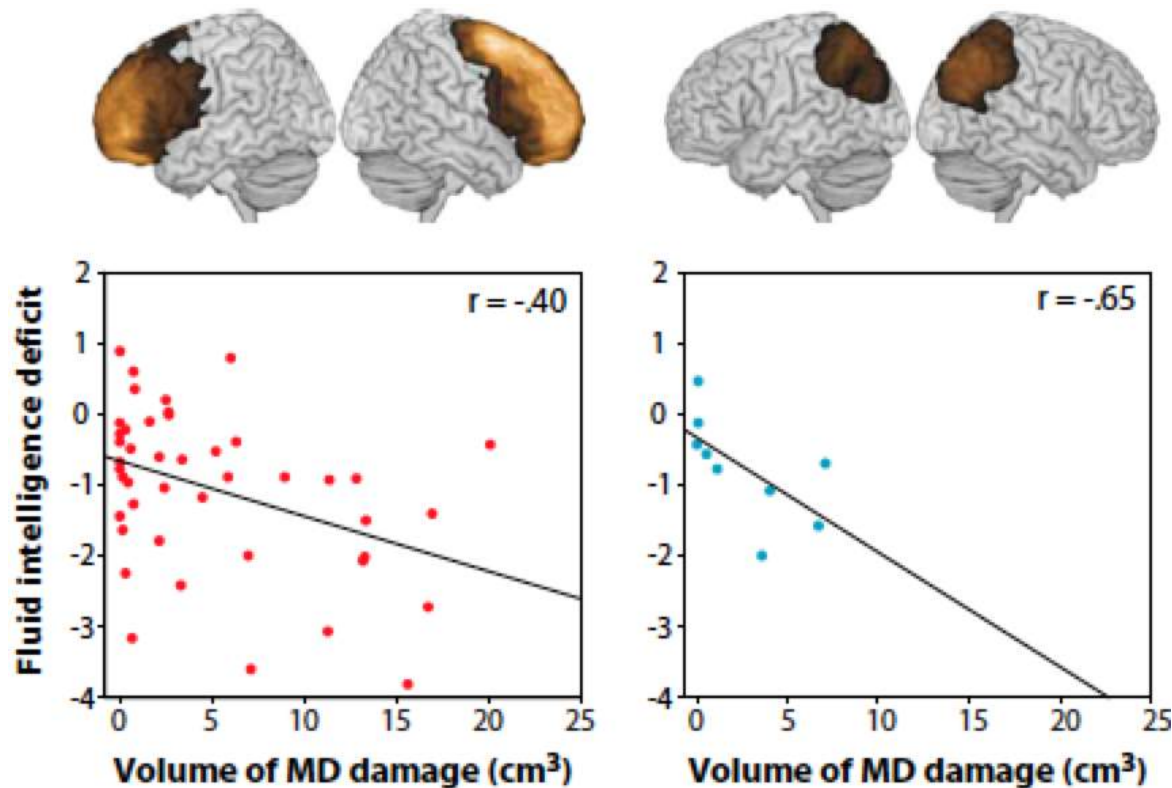 r = -.40
r = -.65
Fluid intelligence deficit
2
1
0
-1
-2
-3
-4
0 5 10 15 20 25
Volume of MD damage (cm³)
2
1
0
-1
-2
-3
-4
0 5 10 15 20 25
Volume of MD damage (cm³)